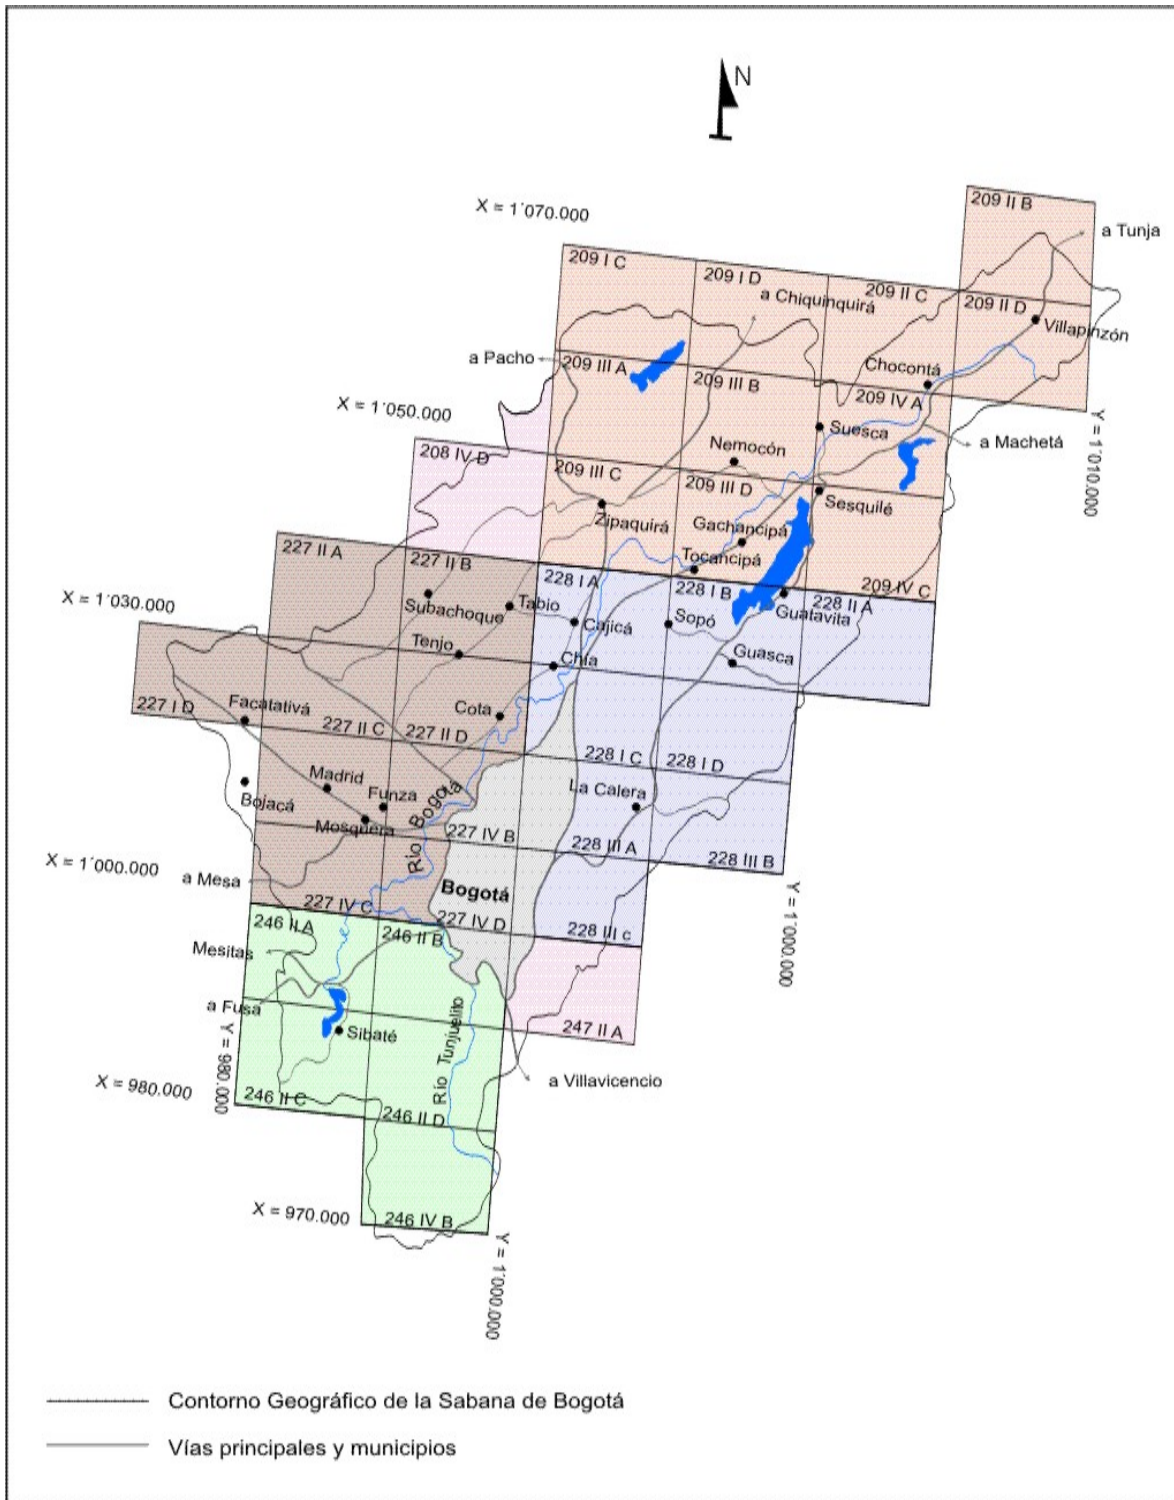 N
209 II B
X = 1'070.000
a Tunja
209 I C
209 I D
209 II C
209 II D
a Chiquinquirá
Villapinzón
a Pacho
209 III A
209 III B
Chocontá
209 IV A
X = 1'050.000
Suesca
a Machetá
Y = 1'010.000
Nemocón
208 IV D
209 III C
209 III D
Sesquilé
Zipaquirá
Gachancipá
Tocancipá
227 II A
227 II B
228 I A
228 I B
228 II A
209 IV C
X = 1'030.000
Subachoque
Tabio
Cajicá
Sopó
Guatavita
Tenjo
Chía
Guasca
227 I D
Facatativá
227 II C
227 II D
Cota
228 I C
228 I D
Madrid
Funza
La Calera
Bojacá
Mosquera
Río Bogotá
227 IV B
228 III A
228 III B
X = 1'000.000
a Mesa
Bogotá
227 IV C
227 IV D
228 III c
Y = 1'000.000
246 II A
246 II B
Mesitas
a Fusa
Sibaté
Río Tunjuelito
247 II A
Y = 980.000
X = 980.000
a Villavicencio
246 II C
246 II D
X = 970.000
246 IV B
Y = 1'000.000
Contorno Geográfico de la Sabana de Bogotá
Vías principales y municipios